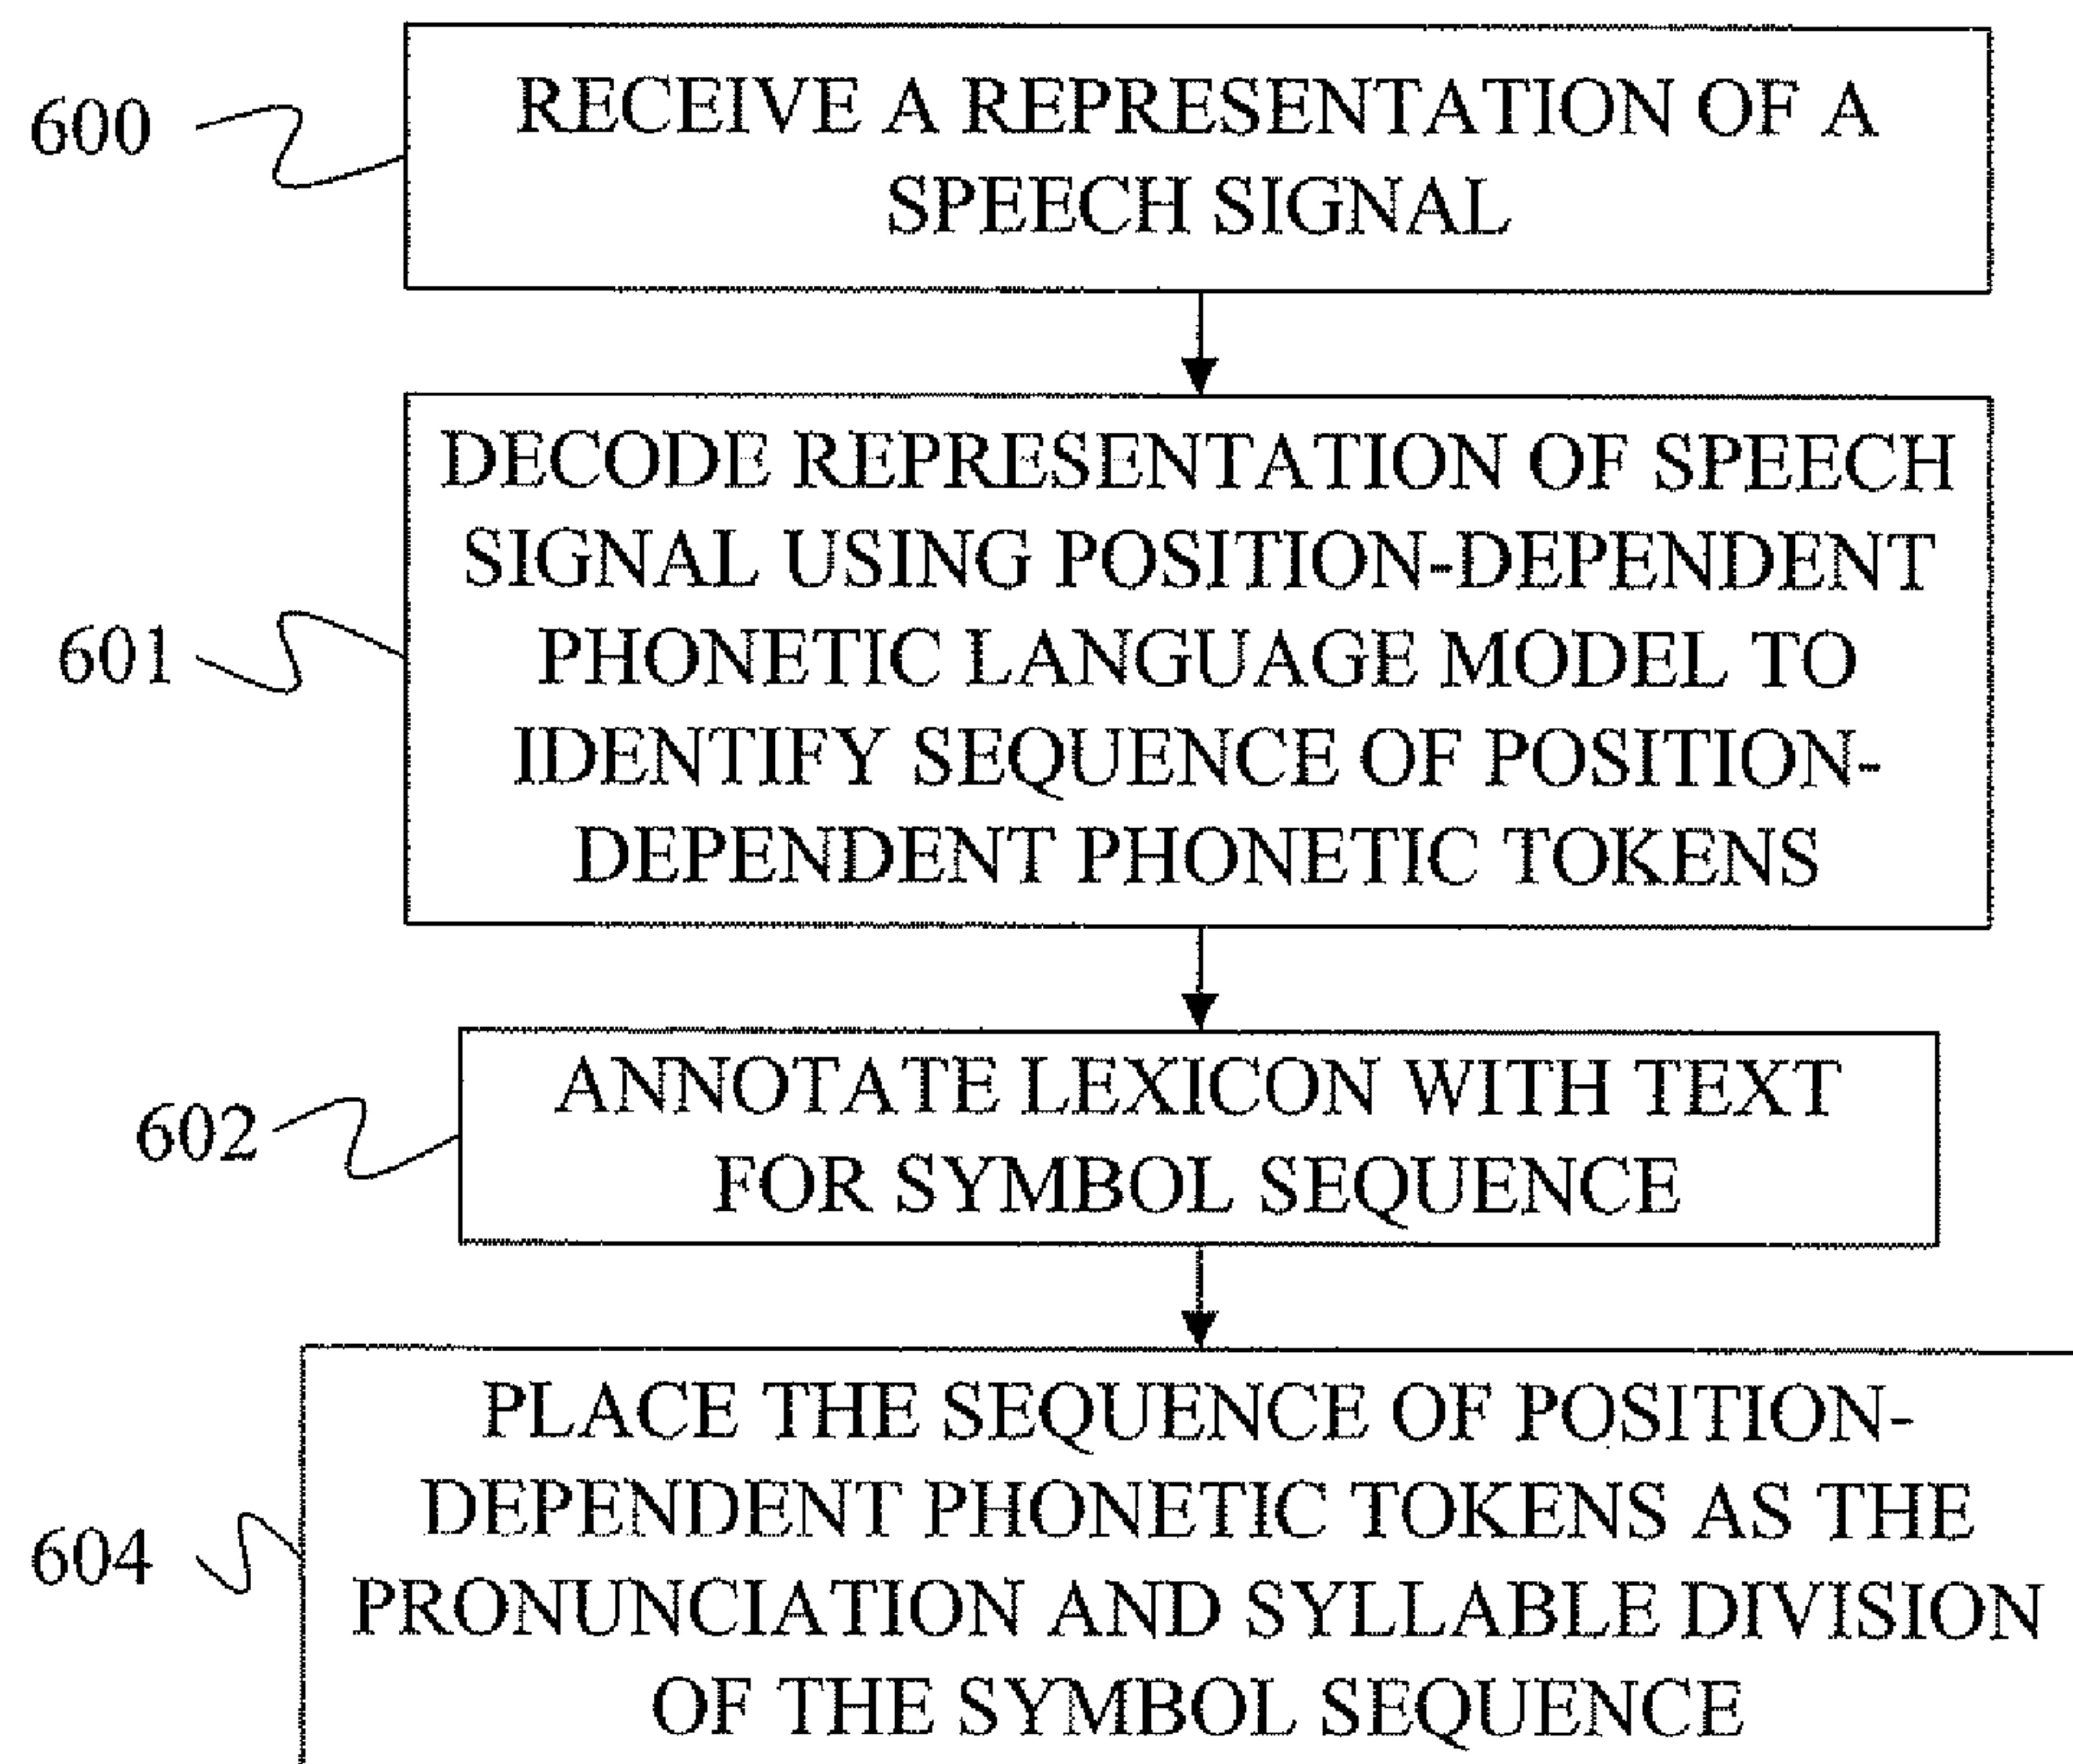 600
RECEIVE A REPRESENTATION OF A
SPEECH SIGNAL
601
DECODE REPRESENTATION OF SPEECH
SIGNAL USING POSITION-DEPENDENT
PHONETIC LANGUAGE MODEL TO
IDENTIFY SEQUENCE OF POSITION-
DEPENDENT PHONETIC TOKENS
602
ANNOTATE LEXICON WITH TEXT
FOR SYMBOL SEQUENCE
604
PLACE THE SEQUENCE OF POSITION-
DEPENDENT PHONETIC TOKENS AS THE
PRONUNCIATION AND SYLLABLE DIVISION
OF THE SYMBOL SEQUENCE